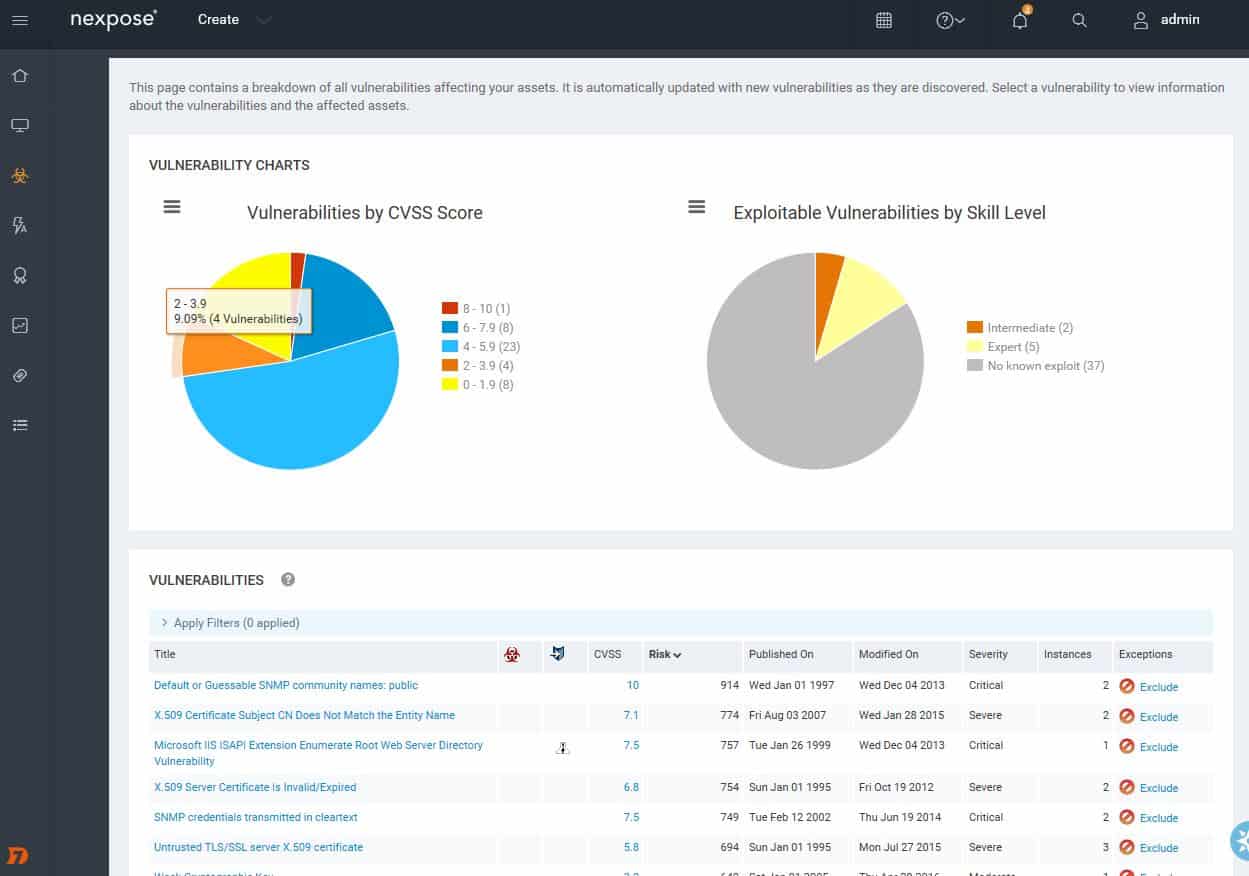 nexpose Create 2 admin
This page contains a breakdown of all vulnerabilities affecting your assets. It is automatically updated with new vulnerabilities as they are discovered. Select a vulnerability to view information
about the vulnerabilities and the affected assets.
VULNERABILITY CHARTS
Vulnerabilities by CVSS Score
2 - 3.9
9.09% (4 Vulnerabilities)
8 - 10 (1)
6 - 7.9 (8)
4 - 5.9 (23)
2 - 3.9 (4)
0 - 1.9 (8)
Exploitable Vulnerabilities by Skill Level
Intermediate (2)
Expert (5)
No known exploit (37)
VULNERABILITIES ?
Apply Filters (0 applied)
Title CVSS Risk Published On Modified On Severity Instances Exceptions
Default or Guessable SNMP community names: public 10 914 Wed Jan 01 1997 Wed Dec 04 2013 Critical 2 Exclude
X.509 Certificate Subject CN Does Not Match the Entity Name 7.1 774 Fri Aug 03 2007 Wed Jan 28 2015 Severe 2 Exclude
Microsoft IIS ISAPI Extension Enumerate Root Web Server Directory 7.5 757 Tue Jan 26 1999 Wed Dec 04 2013 Critical 1 Exclude
Vulnerability
X.509 Server Certificate Is Invalid/Expired 6.8 754 Sun Jan 01 1995 Fri Oct 19 2012 Severe 2 Exclude
SNMP credentials transmitted in cleartext 7.5 749 Tue Feb 12 2002 Thu Jun 19 2014 Critical 2 Exclude
Untrusted TLS/SSL server X.509 certificate 5.8 694 Sun Jan 01 1995 Mon Jul 27 2015 Severe 3 Exclude